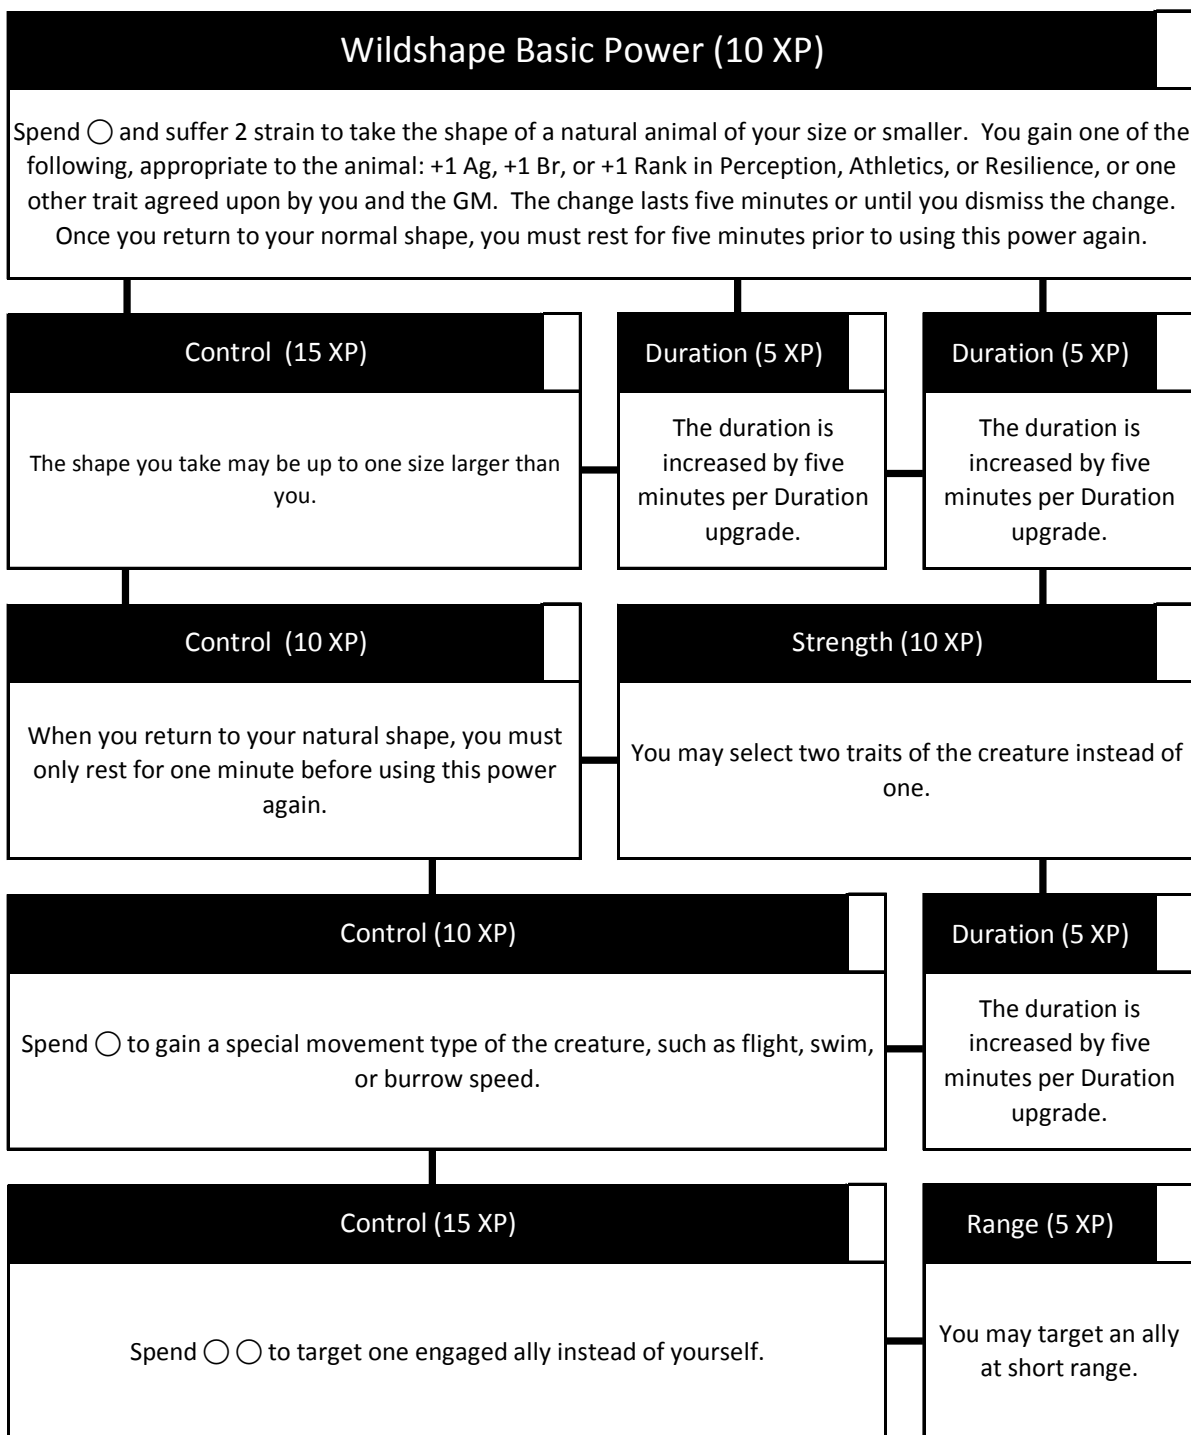 Wildshape Basic Power (10 XP)
Spend ◯ and suffer 2 strain to take the shape of a natural animal of your size or smaller.  You gain one of the
following, appropriate to the animal: +1 Ag, +1 Br, or +1 Rank in Perception, Athletics, or Resilience, or one
other trait agreed upon by you and the GM.  The change lasts five minutes or until you dismiss the change.
Once you return to your normal shape, you must rest for five minutes prior to using this power again.
Control  (15 XP)
The shape you take may be up to one size larger than
you.
Duration (5 XP)
The duration is
increased by five
minutes per Duration
upgrade.
Duration (5 XP)
The duration is
increased by five
minutes per Duration
upgrade.
Control  (10 XP)
When you return to your natural shape, you must
only rest for one minute before using this power
again.
Strength (10 XP)
You may select two traits of the creature instead of
one.
Control (10 XP)
Spend ◯ to gain a special movement type of the creature, such as flight, swim,
or burrow speed.
Duration (5 XP)
The duration is
increased by five
minutes per Duration
upgrade.
Control (15 XP)
Spend ◯ ◯ to target one engaged ally instead of yourself.
Range (5 XP)
You may target an ally
at short range.